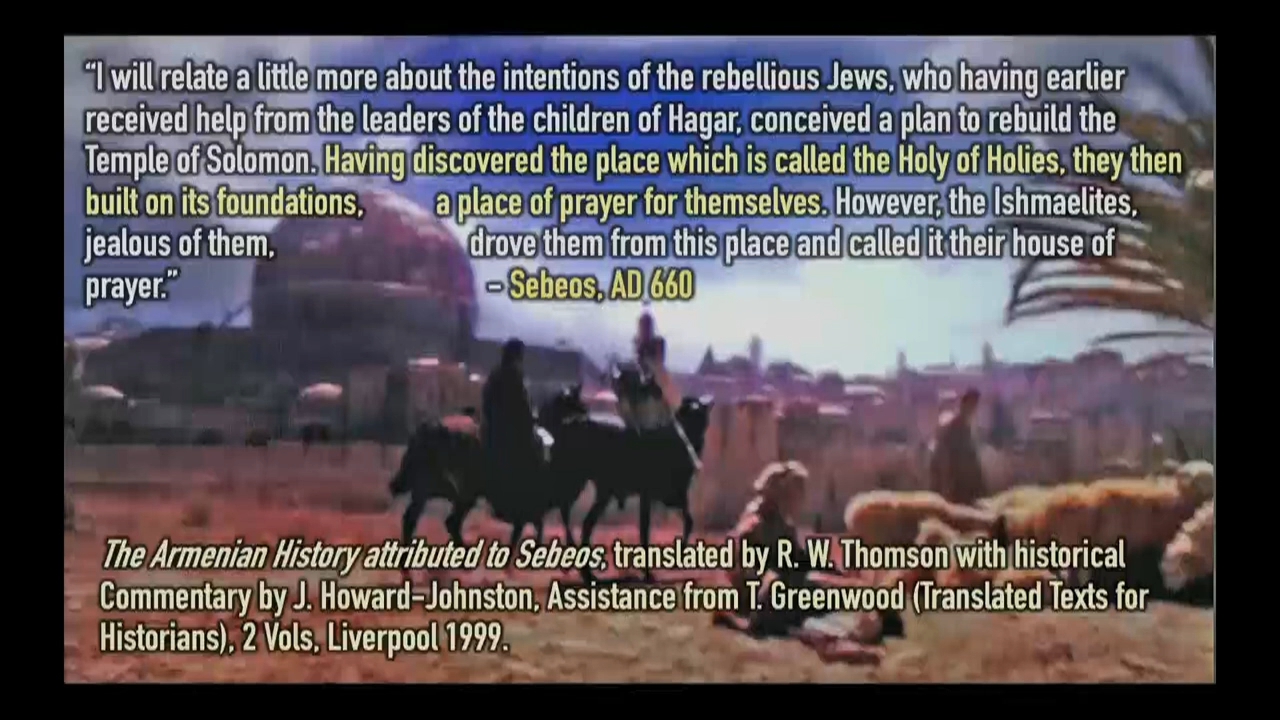 “I will relate a little more about the intentions of the rebellious Jews, who having earlier
received help from the leaders of the children of Hagar, conceived a plan to rebuild the
Temple of Solomon. Having discovered the place which is called the Holy of Holies, they then
built on its foundations, a place of prayer for themselves. However, the Ishmaelites,
jealous of them, drove them from this place and called it their house of
prayer.” – Sebeos, AD 660
The Armenian History attributed to Sebeos, translated by R. W. Thomson with historical
Commentary by J. Howard-Johnston, Assistance from T. Greenwood (Translated Texts for
Historians), 2 Vols, Liverpool 1999.